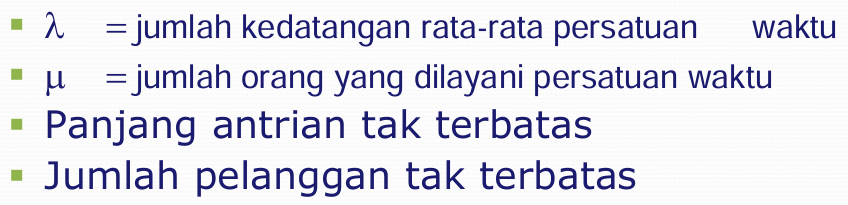 λ = jumlah kedatangan rata-rata persatuan waktu
μ = jumlah orang yang dilayani persatuan waktu
Panjang antrian tak terbatas
Jumlah pelanggan tak terbatas